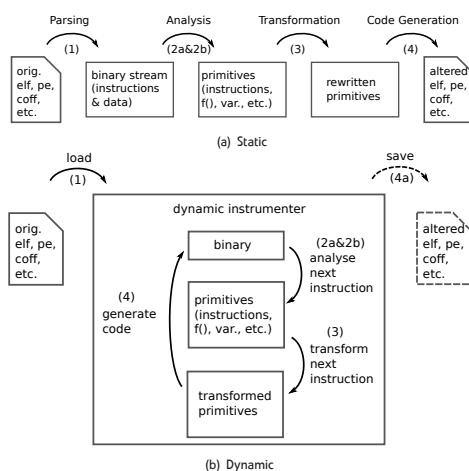 Parsing Analysis Transformation Code Generation
(1) (2a&2b) (3) (4)
orig.
elf, pe,
coff,
etc.
binary stream
(instructions
& data)
primitives
(instructions,
f(), var., etc.)
rewritten
primitives
altered
elf, pe,
coff,
etc.
(a) Static
load
(1)
save
(4a)
orig.
elf, pe,
coff,
etc.
dynamic instrumenter
binary
(2a&2b)
analyse
next
instruction
primitives
(instructions,
f(), var., etc.)
(4)
generate
code
(3)
transform
next
instruction
transformed
primitives
altered
elf, pe,
coff,
etc.
(b) Dynamic